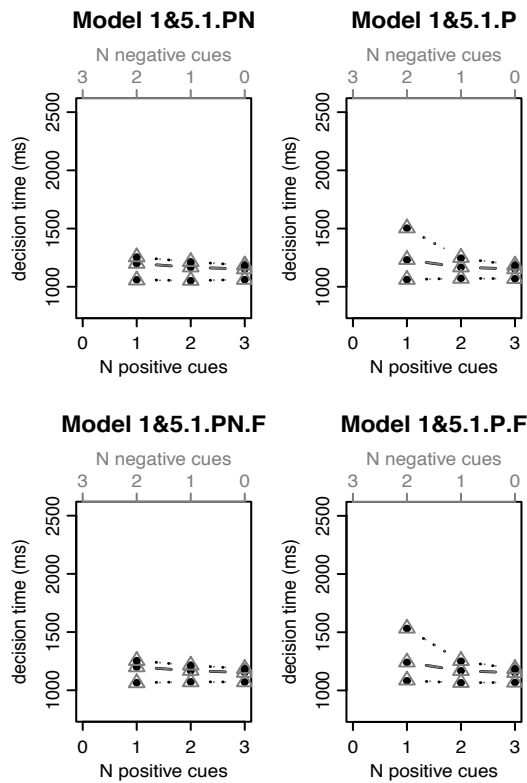 Model 1&5.1.PN
N negative cues
3 2 1 0
decision time (ms)
2500
2000
1500
1000
0 1 2 3
N positive cues
Model 1&5.1.P
N negative cues
3 2 1 0
decision time (ms)
2500
2000
1500
1000
0 1 2 3
N positive cues
Model 1&5.1.PN.F
N negative cues
3 2 1 0
decision time (ms)
2500
2000
1500
1000
0 1 2 3
N positive cues
Model 1&5.1.P.F
N negative cues
3 2 1 0
decision time (ms)
2500
2000
1500
1000
0 1 2 3
N positive cues